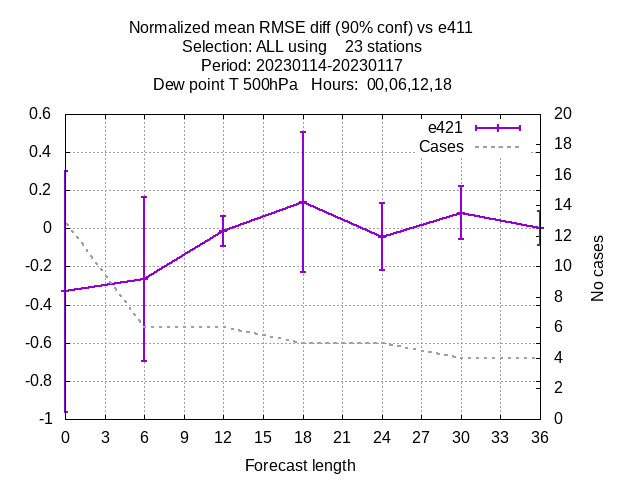 Normalized mean RMSE diff (90% conf) vs e411
Selection: ALL using    23 stations
Period: 20230114-20230117
Dew point T 500hPa   Hours:  00,06,12,18
0.6
0.4
0.2
0
-0.2
-0.4
-0.6
-0.8
-1
20
18
16
14
12
10
8
6
4
2
0
e421
Cases
No cases
0 3 6 9 12 15 18 21 24 27 30 33 36
Forecast length